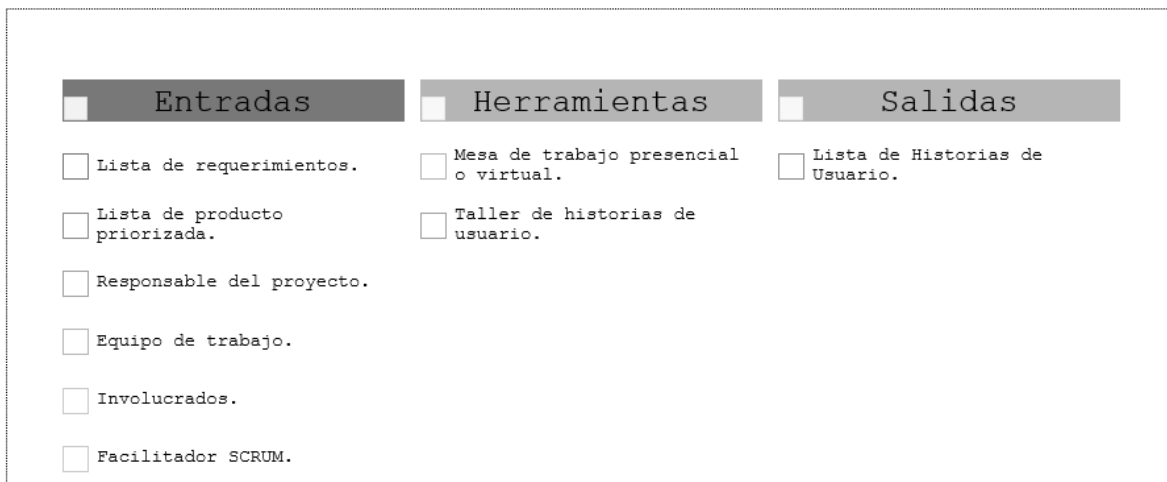 Entradas
Lista de requerimientos.
Lista de producto
priorizada.
Responsable del proyecto.
Equipo de trabajo.
Involucrados.
Facilitador SCRUM.
Herramientas
Mesa de trabajo presencial
o virtual.
Taller de historias de
usuario.
Salidas
Lista de Historias de
Usuario.